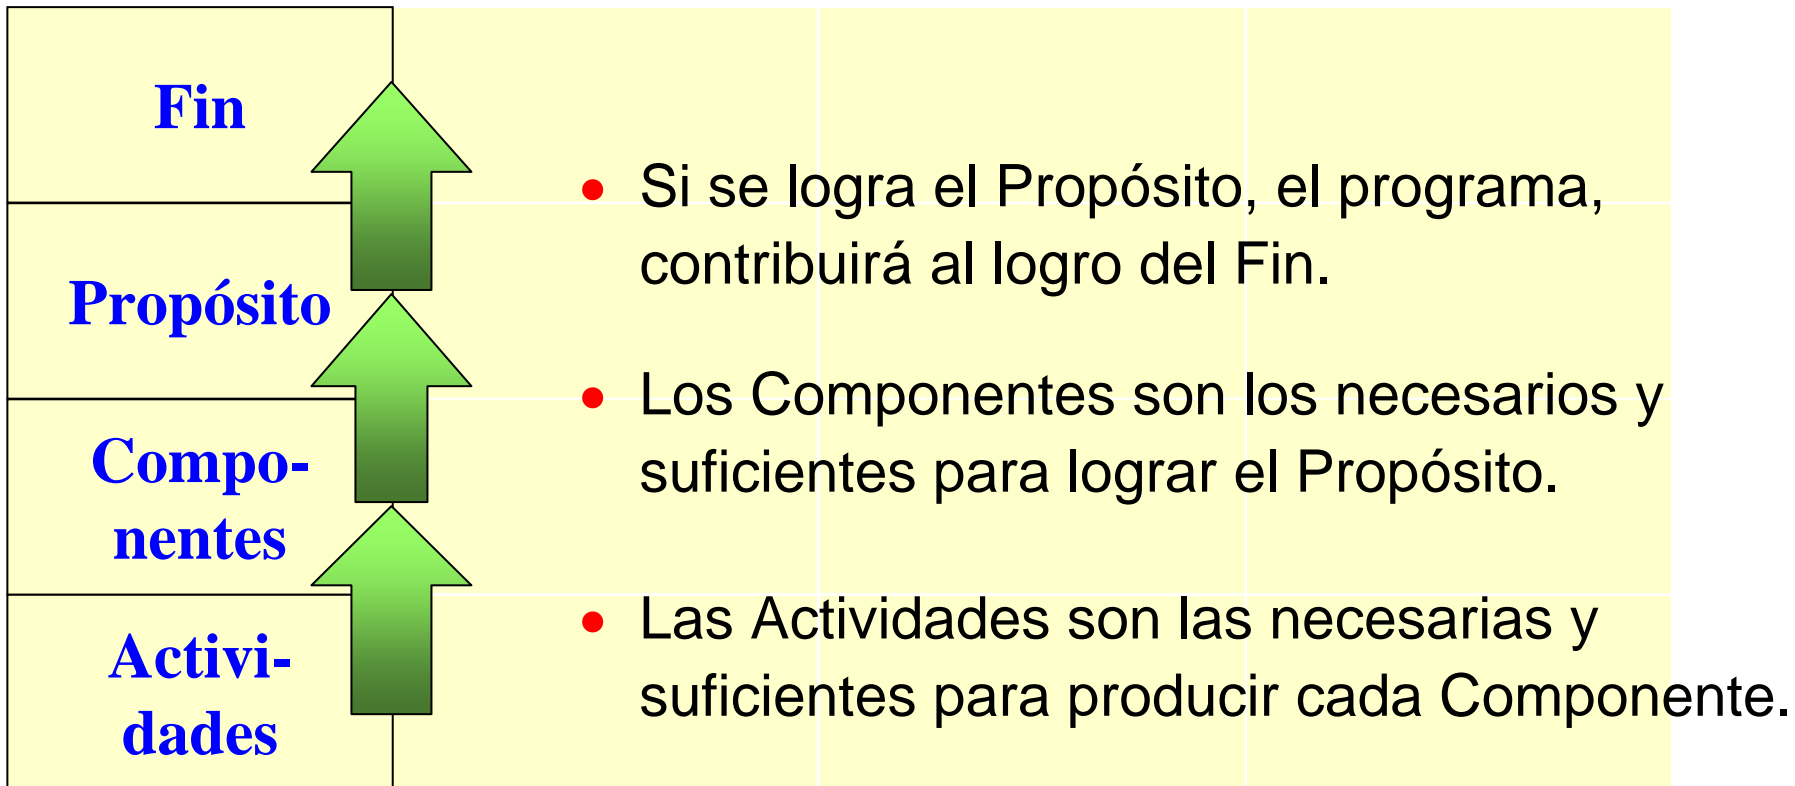 Fin
Propósito
Compo-
nentes
Activi-
dades
• Si se logra el Propósito, el programa,
contribuirá al logro del Fin.
• Los Componentes son los necesarios y
suficientes para lograr el Propósito.
• Las Actividades son las necesarias y
suficientes para producir cada Componente.